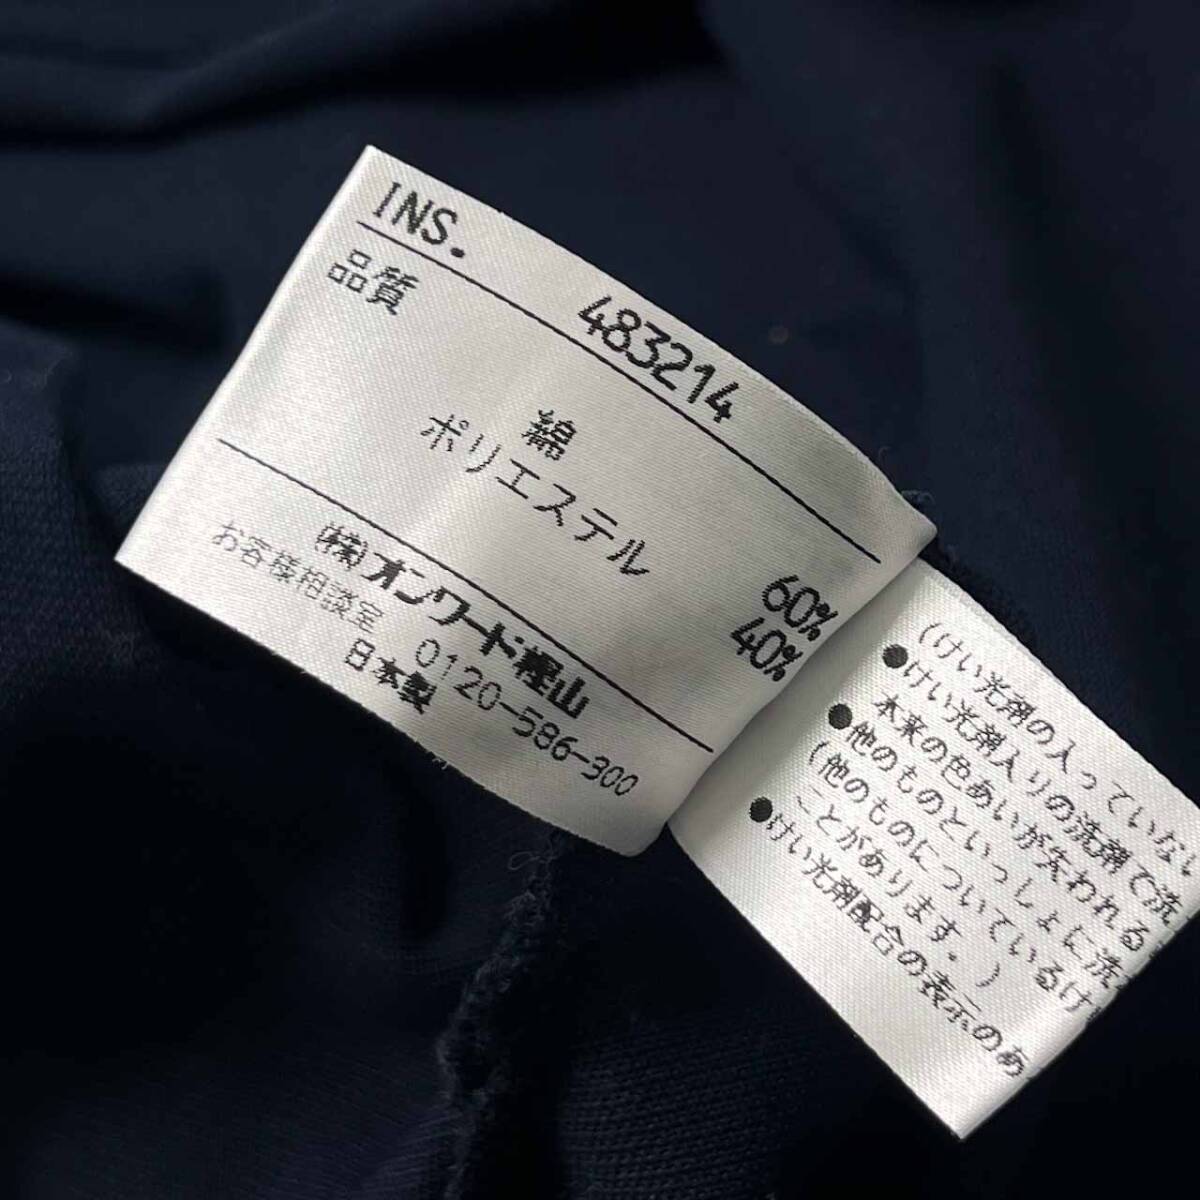 INS. 483214
品質
綿 60%
ポリエステル 40%
(株)オンワード樫山
お客様相談室 0120-586-300
日本製
(けい光剤の入っていない
●けい光剤入りの洗剤で洗
本来の色あいが失われる
●他のものといっしょに洗
(他のものについているけ
ことがあります。)
●けい光剤配合の表示のあ